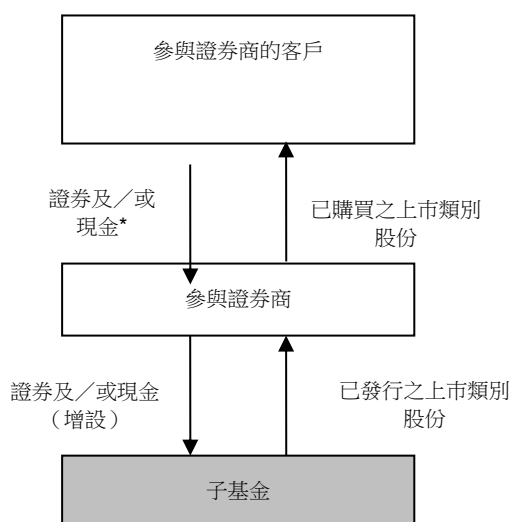 參與證券商的客戶
證券及／或
現金*
已購買之上市類別
股份
參與證券商
證券及／或現金
（增設）
已發行之上市類別
股份
子基金